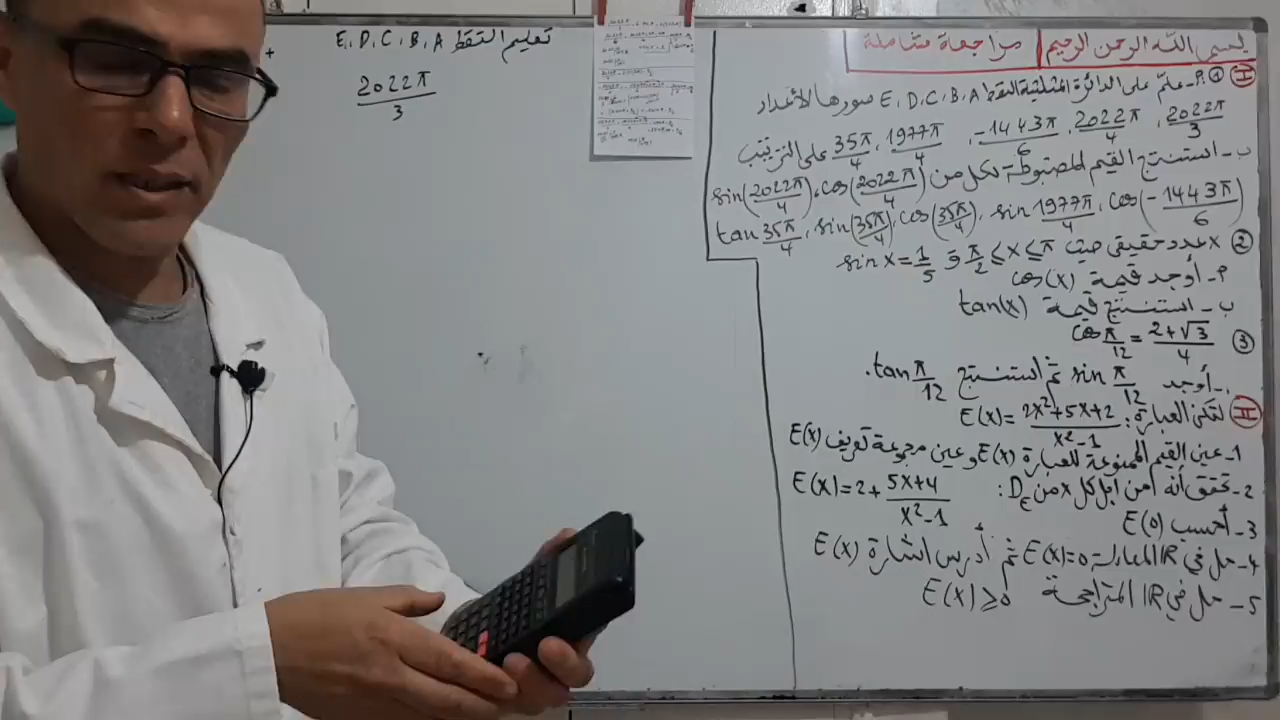 بسم الله الرحمن الرحيم | مراجعة شاملة
I ① P- علّم على الدائرة المثلثية النقط E, D, C, B, A صورها الأعداد
2022π/3 , 2022π/4 , -1443π/6 , 1977π/4 , 35π/4 على الترتيب
ب- استنتج القيم المضبوطة لكل من sin(2022π/4), cos(2022π/4)
tan 35π/4 , sin(35π/4), cos(35π/4), sin 1977π/4 , cos(-1443π/6)
② x عدد حقيقي حيث π/2 ≤ x ≤ π و sin x = 1/5
P- أوجد قيمة cos(x)
ب- استنتج قيمة tan(x)
③ cos π/12 = 2+√3/4
- أوجد sin π/12 ثم استنتج tan π/12 .
II لتكن العبارة: E(x) = 2x²+5x+2/x²-1
1- عين القيم الممنوعة للعبارة E(x) وعين مجموعة تعريف E(x)
2- تحقق أنه من أجل كل x من D_E : E(x) = 2 + 5x+4/x²-1
3- أحسب E(0)
4- حل في IR المعادلة E(x)=0 ثم أدرس اشارة E(x)
5- حل في IR المتراجحة E(x) ≥ 0
تعليم النقط E, D, C, B, A
2022π/3